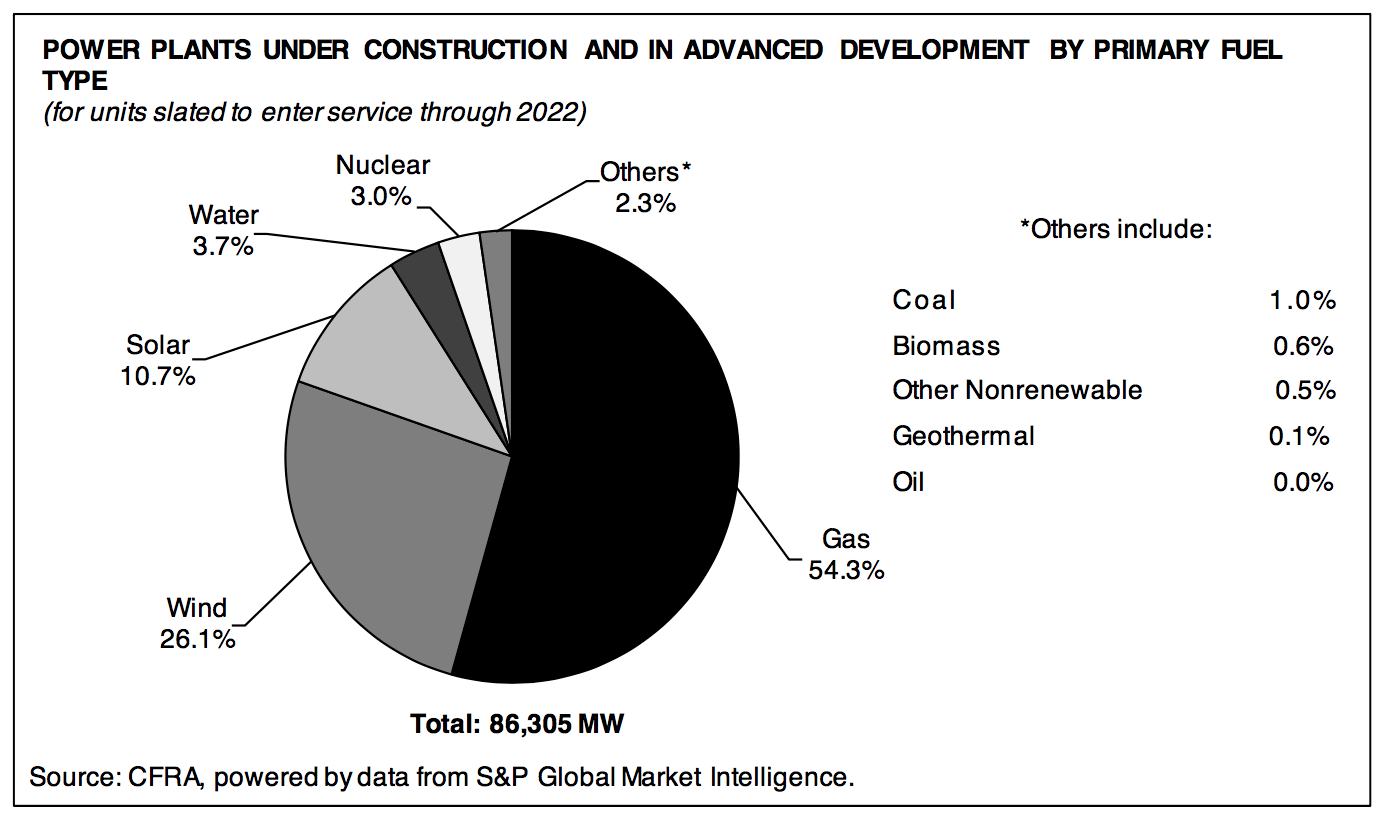 POWER PLANTS UNDER CONSTRUCTION AND IN ADVANCED DEVELOPMENT BY PRIMARY FUEL
TYPE
(for units slated to enter service through 2022)
Nuclear
3.0%
Others*
2.3%
Water
3.7%
Solar
10.7%
Wind
26.1%
Gas
54.3%
Total: 86,305 MW
*Others include:
Coal 1.0%
Biomass 0.6%
Other Nonrenewable 0.5%
Geothermal 0.1%
Oil 0.0%
Source: CFRA, powered by data from S&P Global Market Intelligence.